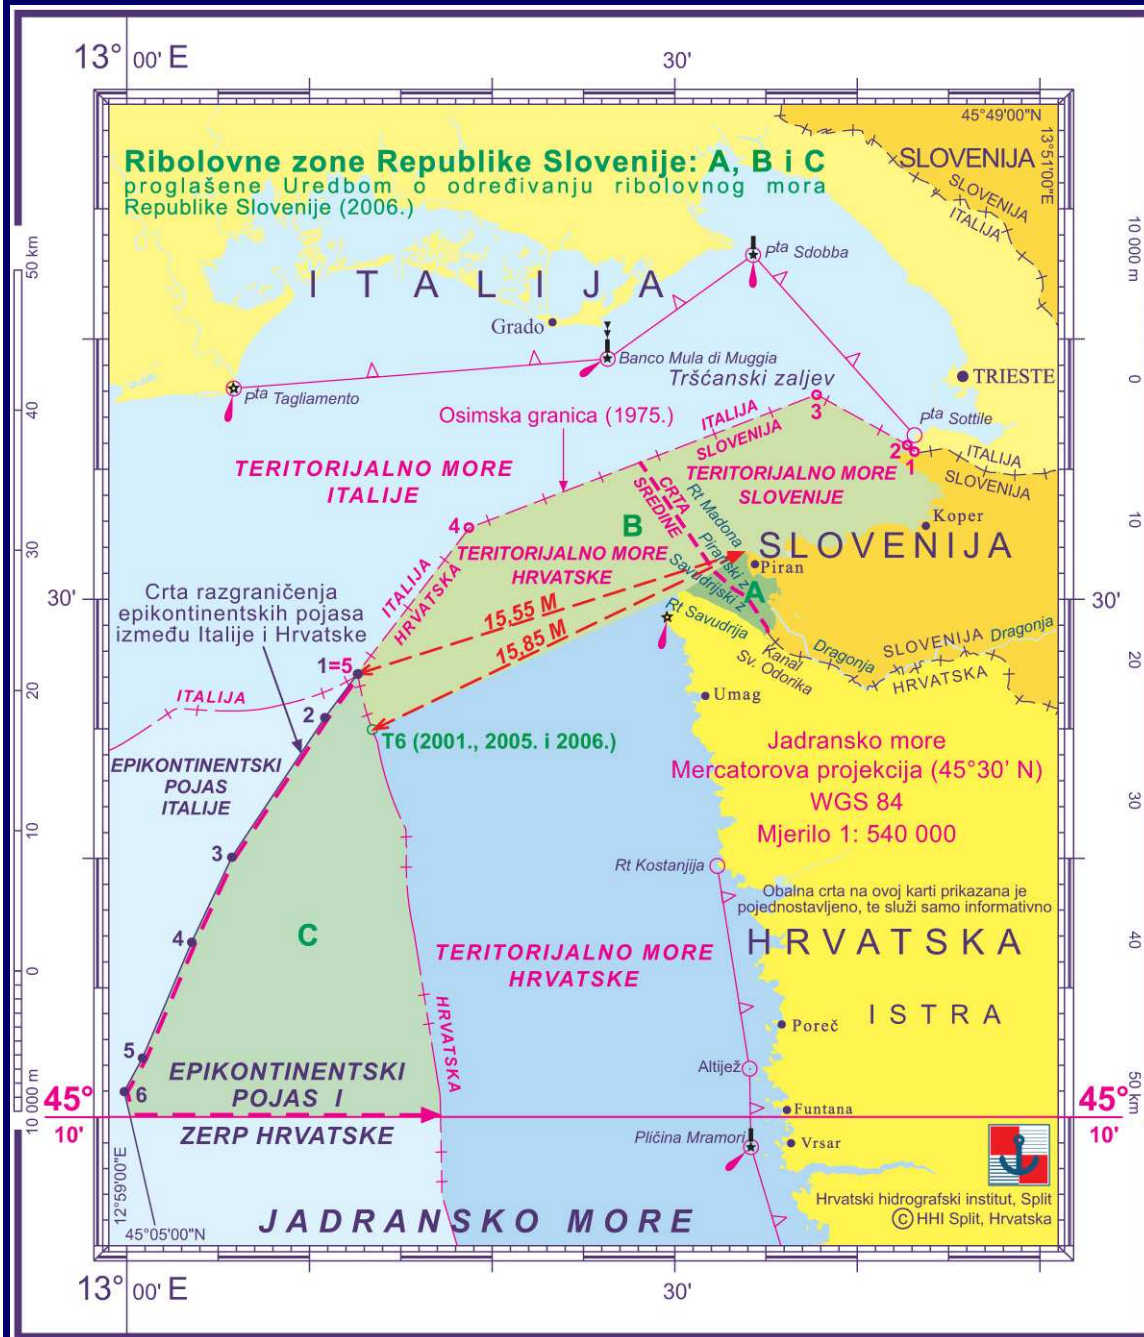 13° 00' E
30'
45°49'00"N
13°51'00"E
Ribolovne zone Republike Slovenije: A, B i C
proglašene Uredbom o određivanju ribolovnog mora
Republike Slovenije (2006.)
SLOVENIJA
SLOVENIJA
ITALIJA
Pta Sdobba
ITALIJA
Grado
Banco Mula di Muggia
Tršćanski zaljev
TRIESTE
Pta Tagliamento
3
Pta Sottile
Osimska granica (1975.)
ITALIJA
SLOVENIJA
2
1
ITALIJA
SLOVENIJA
TERITORIJALNO MORE
ITALIJE
TERITORIJALNO MORE
SLOVENIJE
CRTA
SREDINE
Rt Madona
Koper
4
B
TERITORIJALNO MORE
HRVATSKE
SLOVENIJA
Piran
Piranski z.
Savudrijski z.
A
ITALIJA
HRVATSKA
Crta razgraničenja
epikontinentskih pojasa
između Italije i Hrvatske
30'
30'
15,55 M
15,85 M
Rt Savudrija
Kanal
Sv. Odorika
Dragonja
SLOVENIJA
Dragonja
HRVATSKA
1=5
ITALIJA
2
Umag
T6 (2001., 2005. i 2006.)
EPIKONTINENTSKI
POJAS
ITALIJE
Jadransko more
Mercatorova projekcija (45°30' N)
WGS 84
Mjerilo 1: 540 000
3
Rt Kostanjija
Obalna crta na ovoj karti prikazana je
pojednostavljeno, te služi samo informativno
4
C
TERITORIJALNO MORE
HRVATSKE
HRVATSKA
HRVATSKA
ISTRA
Poreč
5
6
Altijež
EPIKONTINENTSKI
POJAS I
ZERP HRVATSKE
Funtana
45°
10'
45°
10'
Pličina Mramori
Vrsar
12°59'00"E
45°05'00"N
JADRANSKO MORE
Hrvatski hidrografski institut, Split
© HHI Split, Hrvatska
13° 00' E
30'
50 km
40
30
20
10
0
10 000 m
10 000 m
0
10
20
30
40
50 km